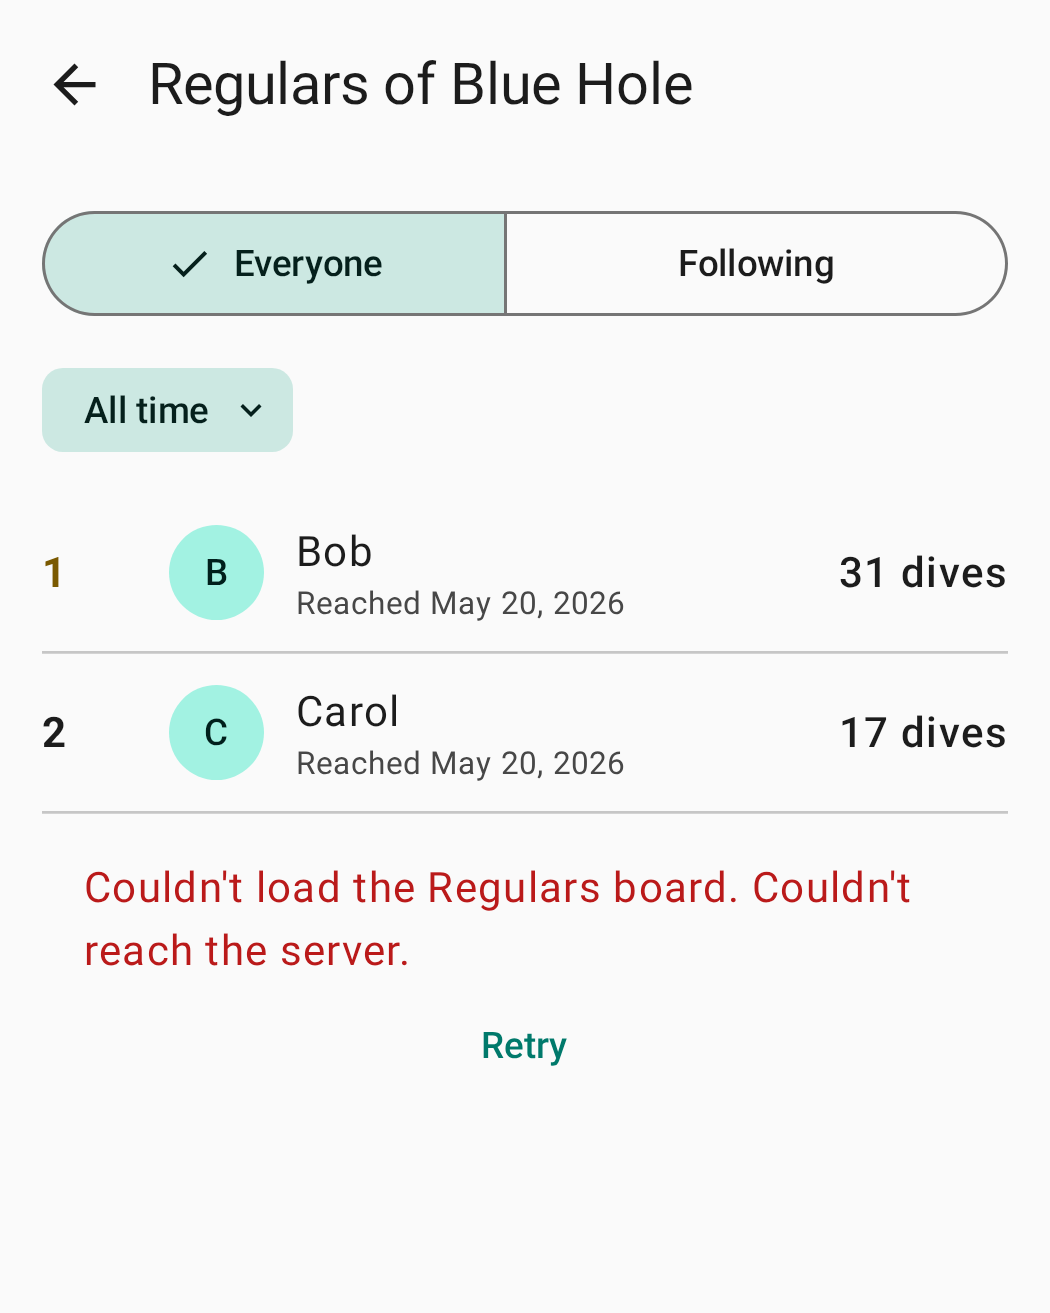 Regulars of Blue Hole
Everyone
Following
All time
1
B
Bob
Reached May 20, 2026
31 dives
2
C
Carol
Reached May 20, 2026
17 dives
Couldn't load the Regulars board. Couldn't
reach the server.
Retry